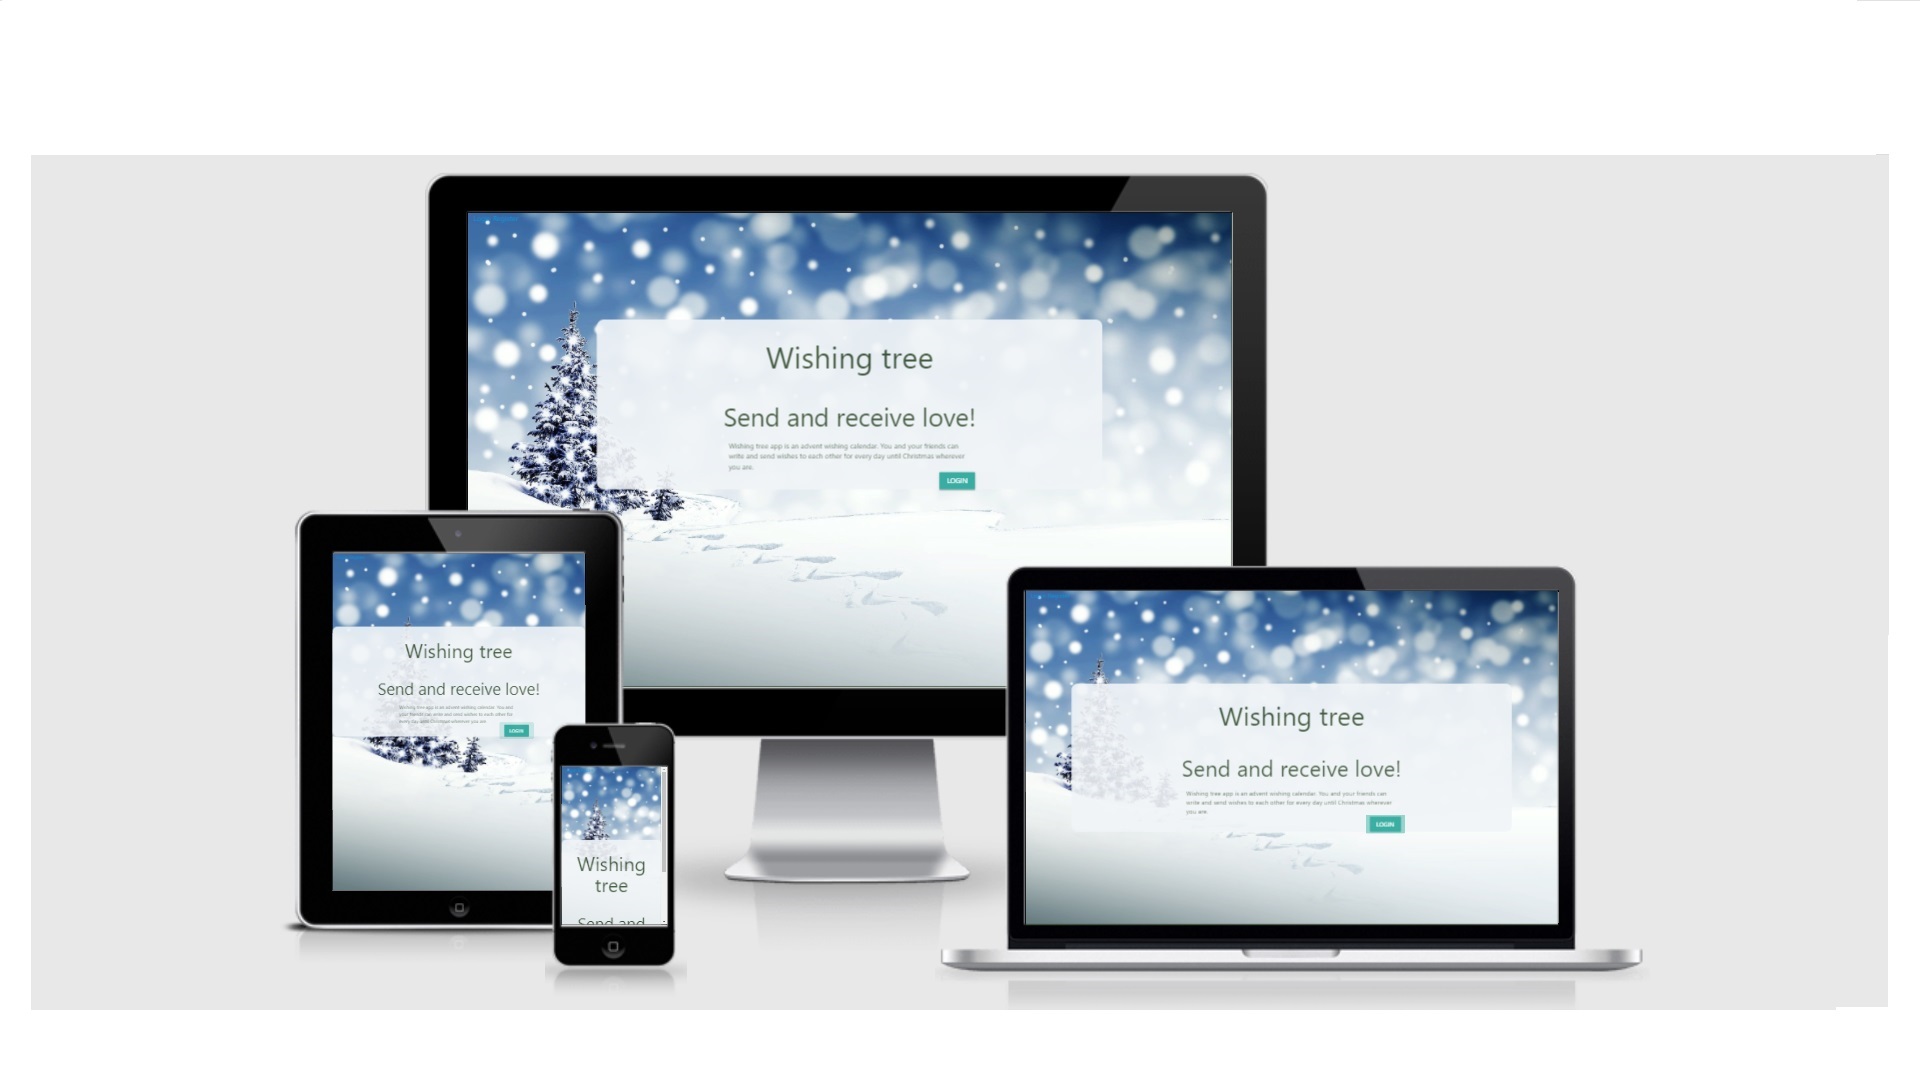 Wishing tree
Send and receive love!
Wishing tree app is an advent wishing calendar. You and your friends can
write and send wishes to each other for every day until Christmas wherever
you are.
LOGIN
Wishing tree
Send and receive love!
Wishing tree app is an advent wishing calendar. You and
your friends can write and send wishes to each other for
every day until Christmas wherever you are.
LOGIN
Wishing
tree
Send and
Wishing tree
Send and receive love!
Wishing tree app is an advent wishing calendar. You and your friends can
write and send wishes to each other for every day until Christmas wherever
you are.
LOGIN